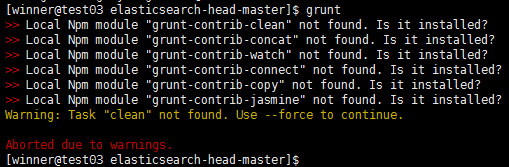 [winner@test03 elasticsearch-head-master]$ grunt
>> Local Npm module "grunt-contrib-clean" not found. Is it installed?
>> Local Npm module "grunt-contrib-concat" not found. Is it installed?
>> Local Npm module "grunt-contrib-watch" not found. Is it installed?
>> Local Npm module "grunt-contrib-connect" not found. Is it installed?
>> Local Npm module "grunt-contrib-copy" not found. Is it installed?
>> Local Npm module "grunt-contrib-jasmine" not found. Is it installed?
Warning: Task "clean" not found. Use --force to continue.
Aborted due to warnings.
[winner@test03 elasticsearch-head-master]$